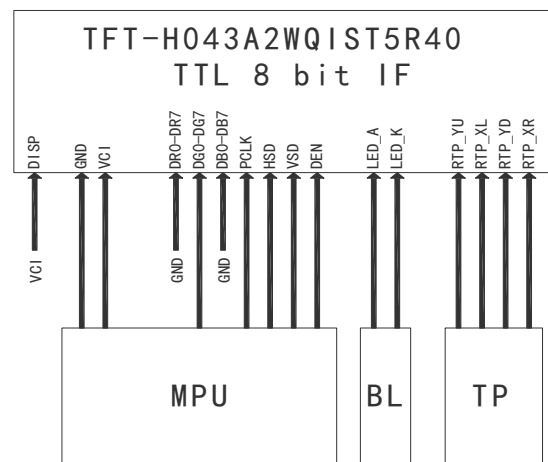 TFT-H043A2WQIST5R40
TTL 8 bit IF
DISP
GND
VCI
DR0-DR7
DG0-DG7
DB0-DB7
PCLK
HSD
VSD
DEN
LED_A
LED_K
RTP_YU
RTP_XL
RTP_YD
RTP_XR
VCI
GND
GND
MPU
BL
TP